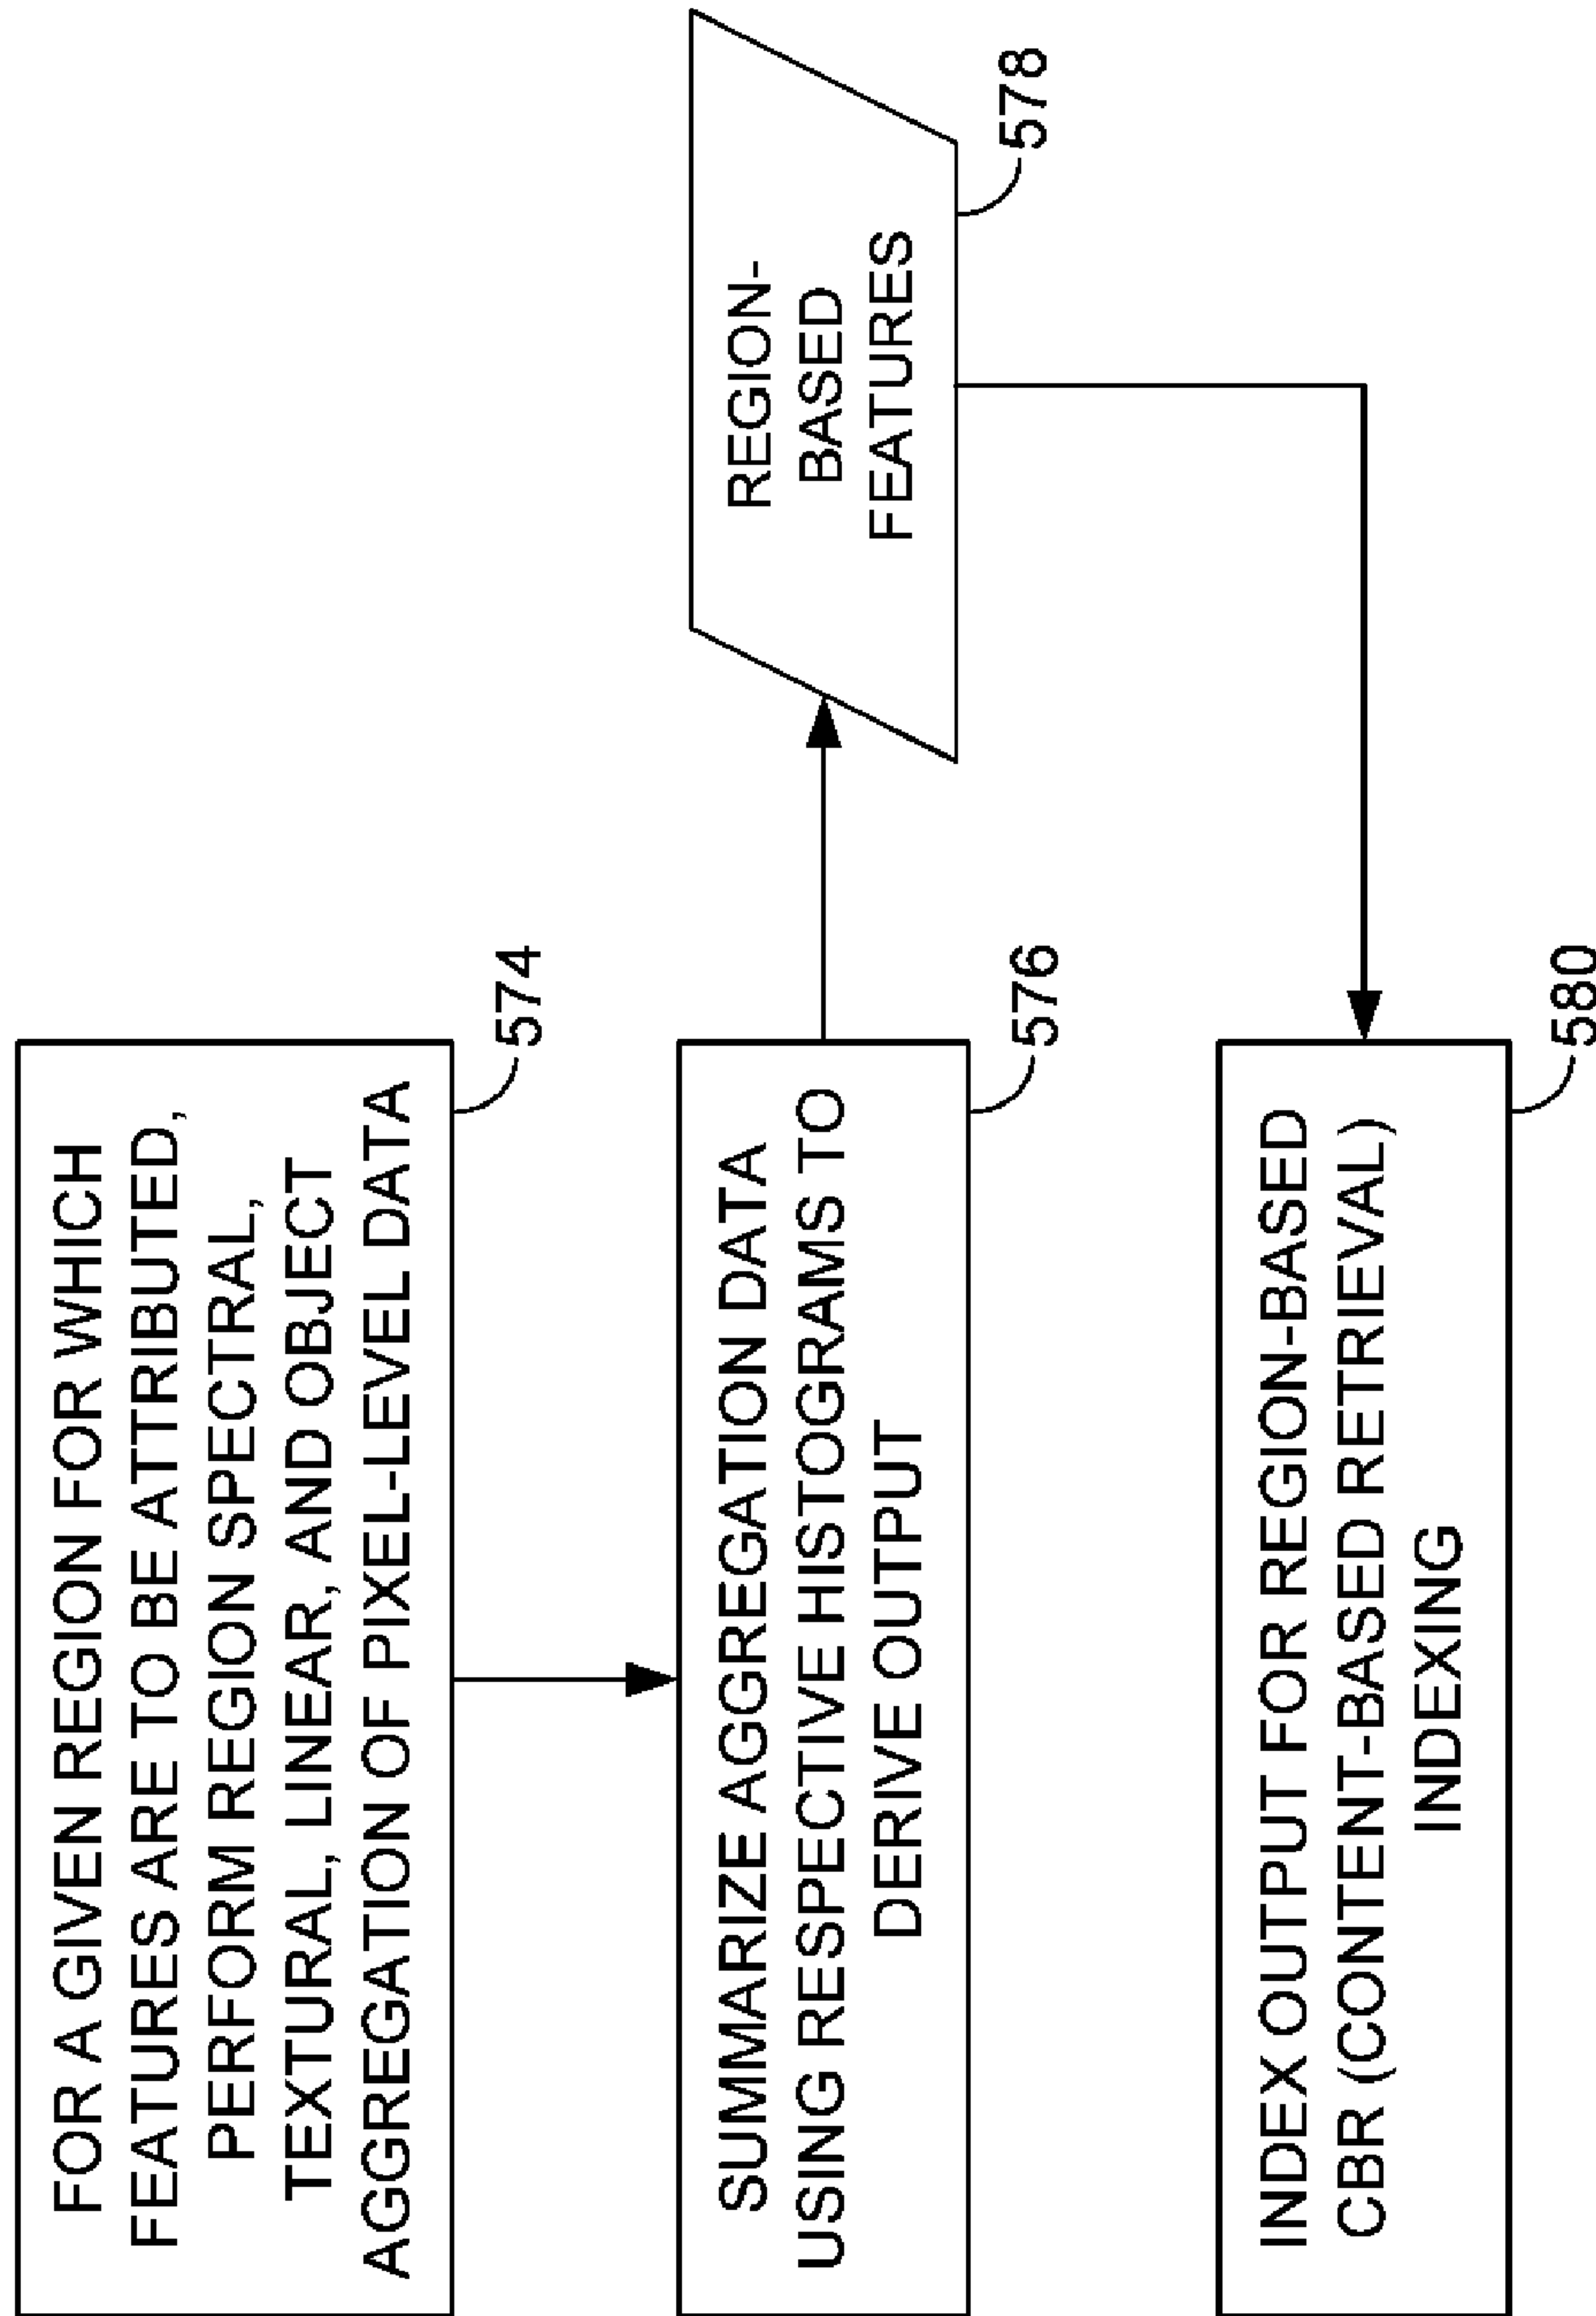 FOR A GIVEN REGION FOR WHICH
FEATURES ARE TO BE ATTRIBUTED,
PERFORM REGION SPECTRAL,
TEXTURAL, LINEAR, AND OBJECT
AGGREGATION OF PIXEL-LEVEL DATA
574
SUMMARIZE AGGREGATION DATA
USING RESPECTIVE HISTOGRAMS TO
DERIVE OUTPUT
576
REGION-
BASED
FEATURES
578
INDEX OUTPUT FOR REGION-BASED
CBR (CONTENT-BASED RETRIEVAL)
INDEXING
580